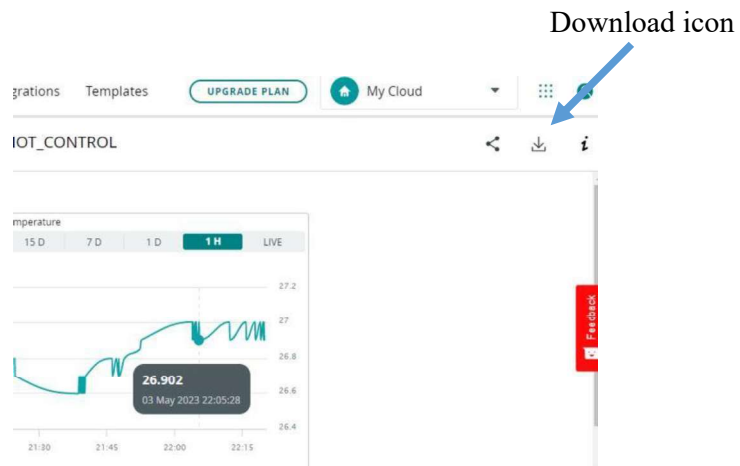 Download icon
grations Templates UPGRADE PLAN My Cloud
IOT_CONTROL i
mperature
15 D 7 D 1 D 1 H LIVE
27.2
27
Feedback
26.8
26.902
03 May 2023 22:05:28
26.6
26.4
21:30 21:45 22:00 22:15